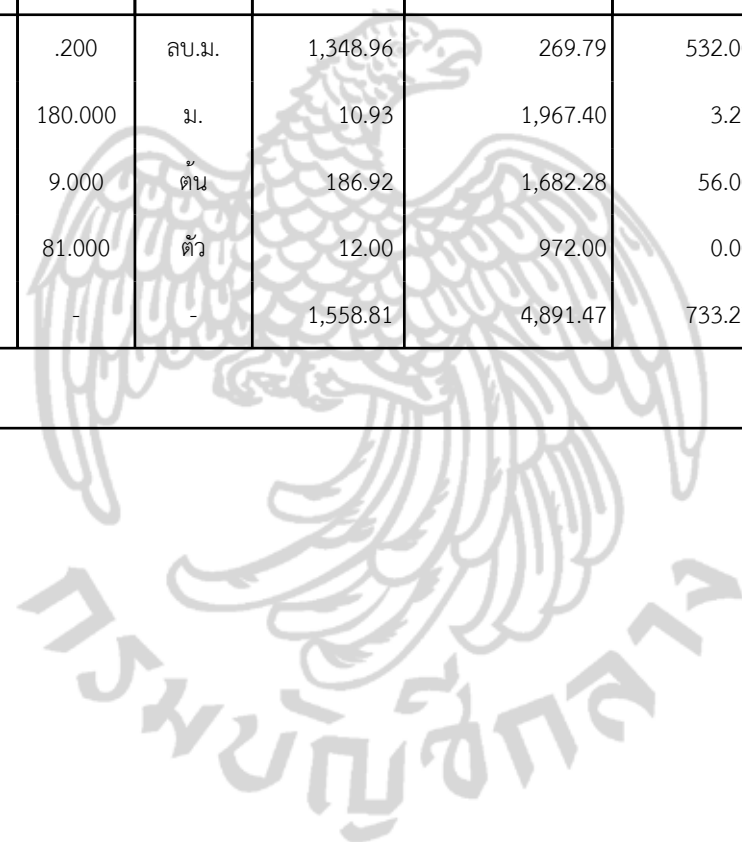 .200 ลบ.ม. 1,348.96 269.79 532.0
180.000 ม. 10.93 1,967.40 3.2
9.000 ต้น 186.92 1,682.28 56.0
81.000 ตัว 12.00 972.00 0.0
- - 1,558.81 4,891.47 733.2
กรมบัญชีกลาง